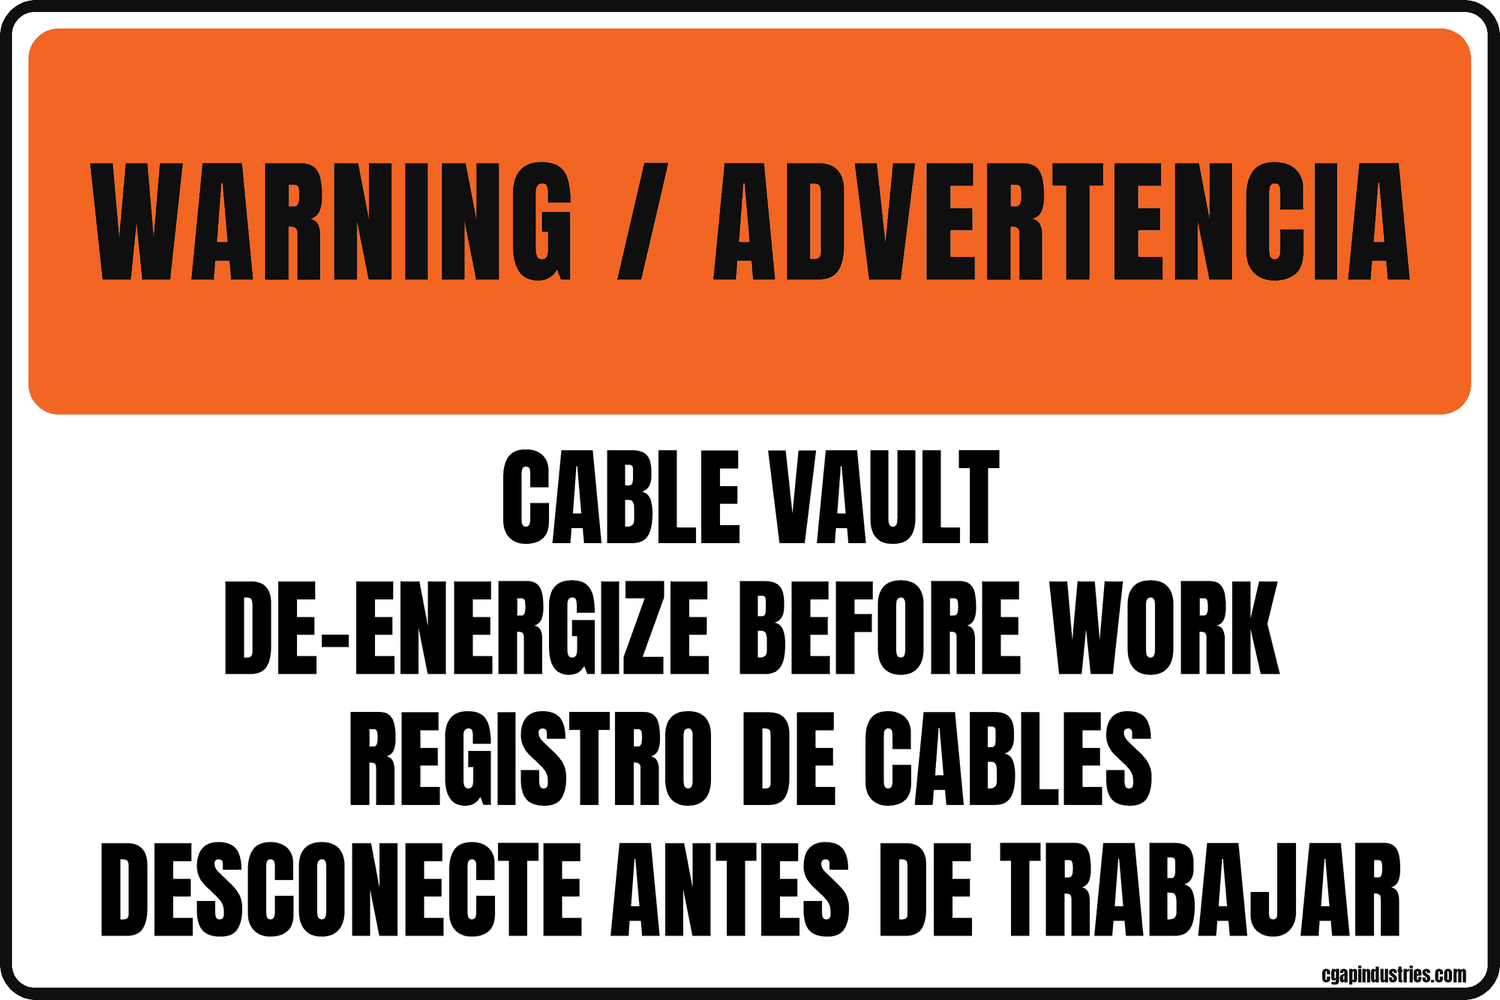 WARNING / ADVERTENCIA
CABLE VAULT
DE-ENERGIZE BEFORE WORK
REGISTRO DE CABLES
DESCONECTE ANTES DE TRABAJAR
cgapindustries.com